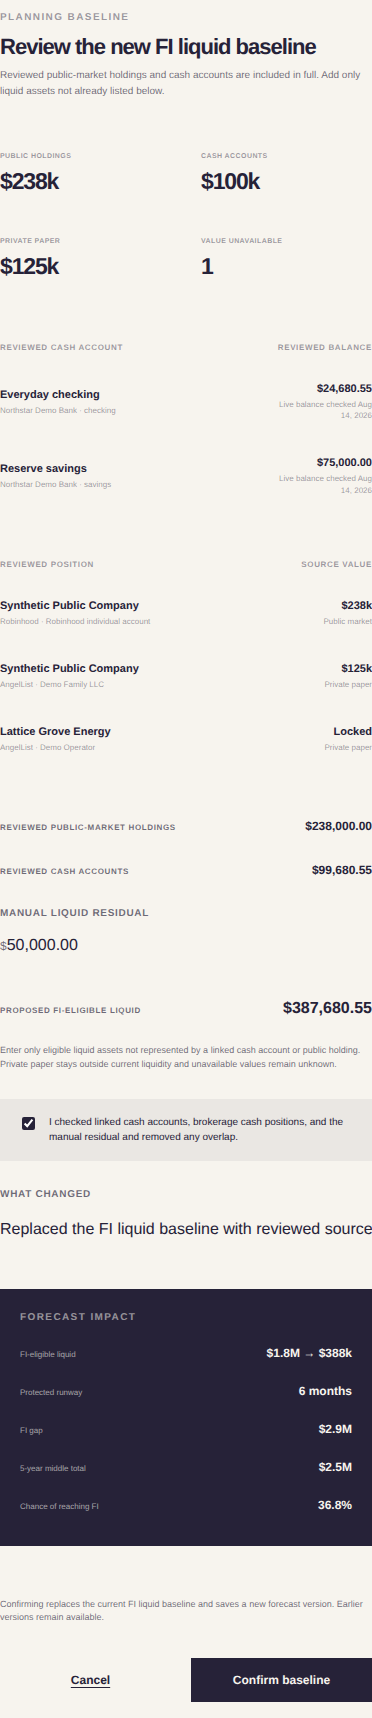 PLANNING BASELINE
Review the new FI liquid baseline
Reviewed public-market holdings and cash accounts are included in full. Add only
liquid assets not already listed below.
PUBLIC HOLDINGS
$238k
CASH ACCOUNTS
$100k
PRIVATE PAPER
$125k
VALUE UNAVAILABLE
1
REVIEWED CASH ACCOUNT
REVIEWED BALANCE
Everyday checking
Northstar Demo Bank · checking
$24,680.55
Live balance checked Aug
14, 2026
Reserve savings
Northstar Demo Bank · savings
$75,000.00
Live balance checked Aug
14, 2026
REVIEWED POSITION
SOURCE VALUE
Synthetic Public Company
Robinhood · Robinhood individual account
$238k
Public market
Synthetic Public Company
AngelList · Demo Family LLC
$125k
Private paper
Lattice Grove Energy
AngelList · Demo Operator
Locked
Private paper
REVIEWED PUBLIC-MARKET HOLDINGS
$238,000.00
REVIEWED CASH ACCOUNTS
$99,680.55
MANUAL LIQUID RESIDUAL
$50,000.00
PROPOSED FI-ELIGIBLE LIQUID
$387,680.55
Enter only eligible liquid assets not represented by a linked cash account or public holding.
Private paper stays outside current liquidity and unavailable values remain unknown.
I checked linked cash accounts, brokerage cash positions, and the
manual residual and removed any overlap.
WHAT CHANGED
Replaced the FI liquid baseline with reviewed source
FORECAST IMPACT
FI-eligible liquid
$1.8M → $388k
Protected runway
6 months
FI gap
$2.9M
5-year middle total
$2.5M
Chance of reaching FI
36.8%
Confirming replaces the current FI liquid baseline and saves a new forecast version. Earlier
versions remain available.
Cancel
Confirm baseline